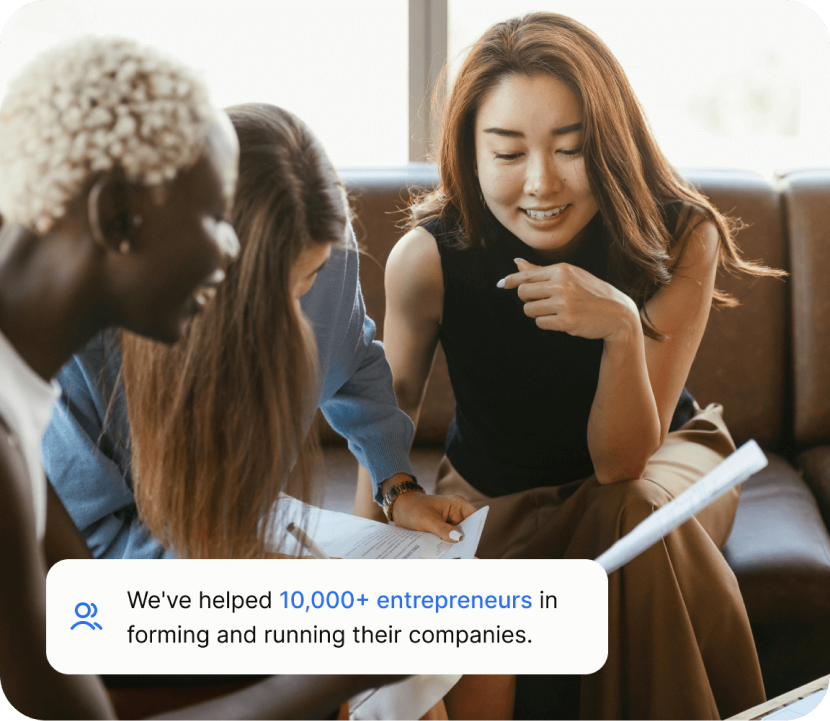 We've helped 10,000+ entrepreneurs in
forming and running their companies.